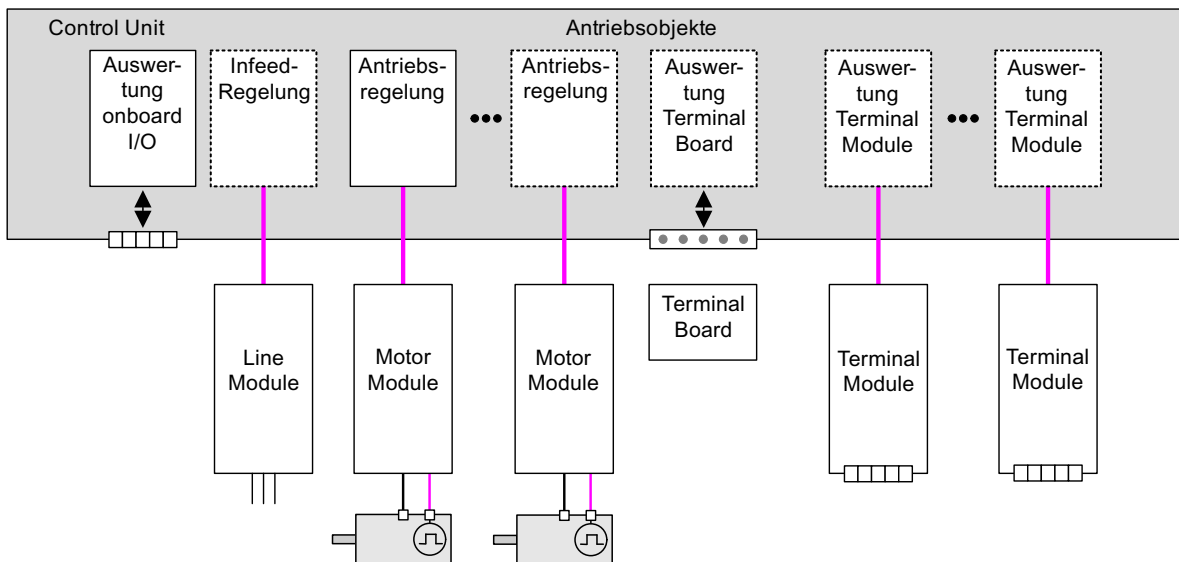 Control Unit
Antriebsobjekte
Auswer-
tung
onboard
I/O
Infeed-
Regelung
Antriebs-
regelung
Antriebs-
regelung
Auswer-
tung
Terminal
Board
Auswer-
tung
Terminal
Module
Auswer-
tung
Terminal
Module
Line
Module
Motor
Module
Motor
Module
Terminal
Board
Terminal
Module
Terminal
Module